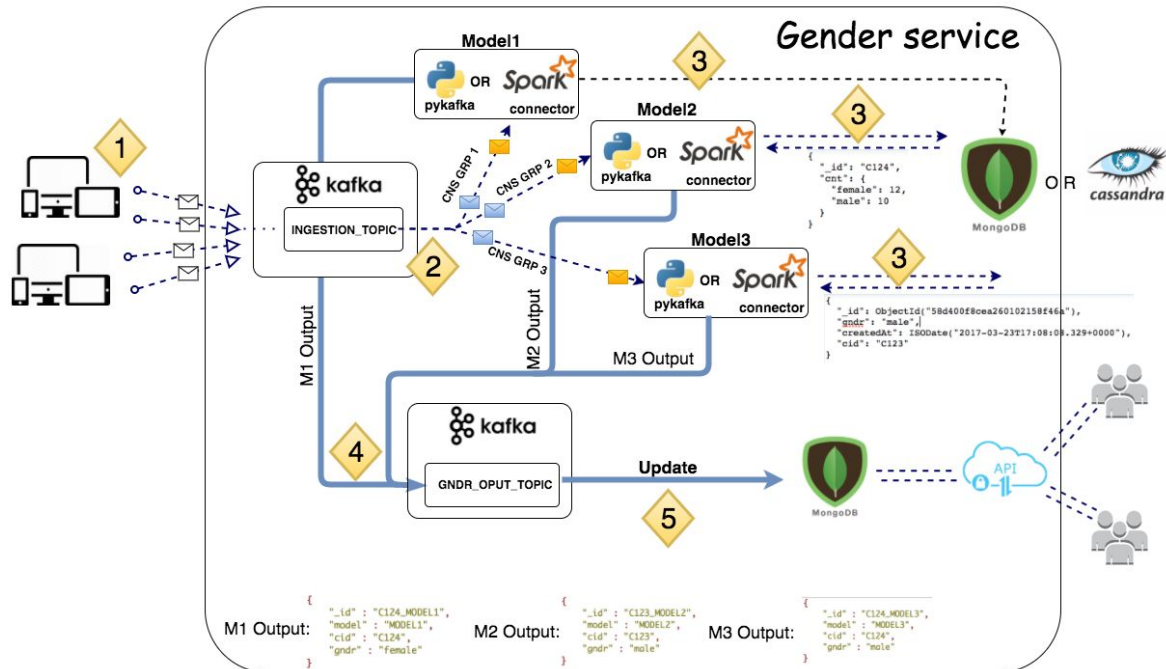 Gender service
Model1
OR
Spark
pykafka
connector
3
3
1
Model2
OR
Spark
pykafka
connector
CNS GRP 1
CNS GRP 2
{
"_id": "C124",
"cnt": {
"female": 12,
"male": 10
}
}
MongoDB
OR
cassandra
kafka
INGESTION_TOPIC
2
CNS GRP 3
Model3
OR
Spark
pykafka
connector
3
{
"_id": ObjectId("58d400f8cea260102158f46a"),
"gndr": "male",
"createdAt": ISODate("2017-03-23T17:08:08.329+0000"),
"cid": "C123"
}
M1 Output
M2 Output
M3 Output
4
kafka
GNDR_OPUT_TOPIC
Update
5
MongoDB
API
M1 Output:
{
"_id" : "C124_MODEL1",
"model" : "MODEL1",
"cid" : "C124",
"gndr" : "female"
}
M2 Output:
{
"_id" : "C123_MODEL2",
"model" : "MODEL2",
"cid" : "C123",
"gndr" : "male"
}
M3 Output:
{
"_id" : "C124_MODEL3",
"model" : "MODEL3",
"cid" : "C124",
"gndr" : "male"
}